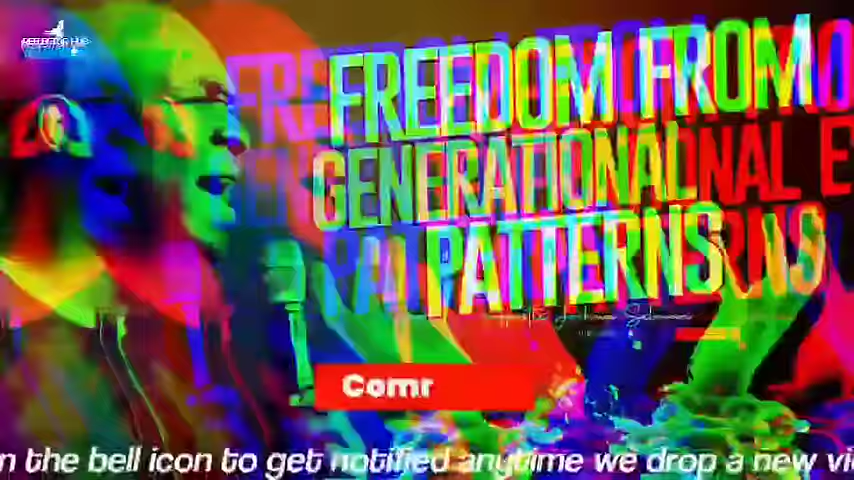 FREEDOM FROM
GENERATIONAL
PATTERNS
Comr
n the bell icon to get notified anytime we drop a new vi